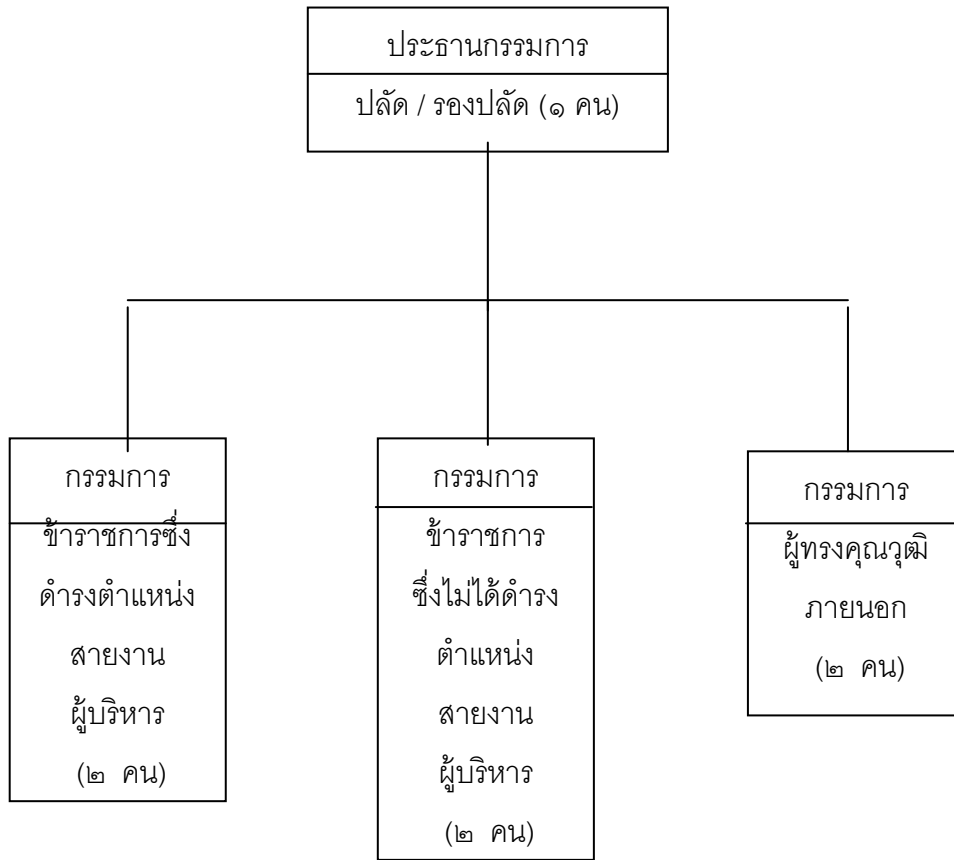 ประธานกรรมการ
ปลัด / รองปลัด (๑ คน)
กรรมการ
ข้าราชการซึ่ง
ดำรงตำแหน่ง
สายงาน
ผู้บริหาร
(๒ คน)
กรรมการ
ข้าราชการ
ซึ่งไม่ได้ดำรง
ตำแหน่ง
สายงาน
ผู้บริหาร
(๒ คน)
กรรมการ
ผู้ทรงคุณวุฒิ
ภายนอก
(๒ คน)